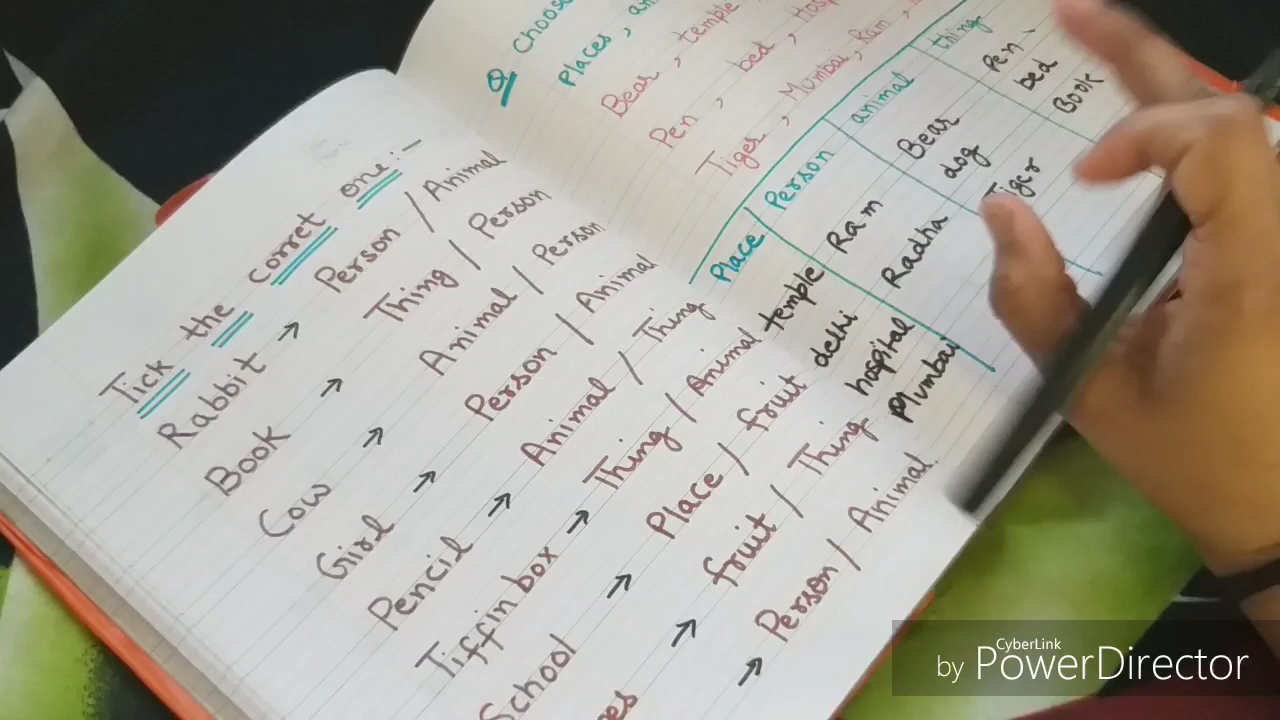 Tick the corret one:-
Rabbit → Person / Animal
Book → Thing / Person
Cow → Animal / Person
Girl → Person / Animal
Pencil → Animal / Thing
Tiffin box → Thing / Animal
School → Place / fruit
→ fruit / Thing
→ Person / Animal
Q Choose
Places,
Bear, temple
Pen, bed,
Tiger, Mumbai, Ram,
Place / Person animal thing
temple Ram Bear Pen
delhi Radha dog bed
hospital Tiger Book
Mumbai
CyberLink
by PowerDirector